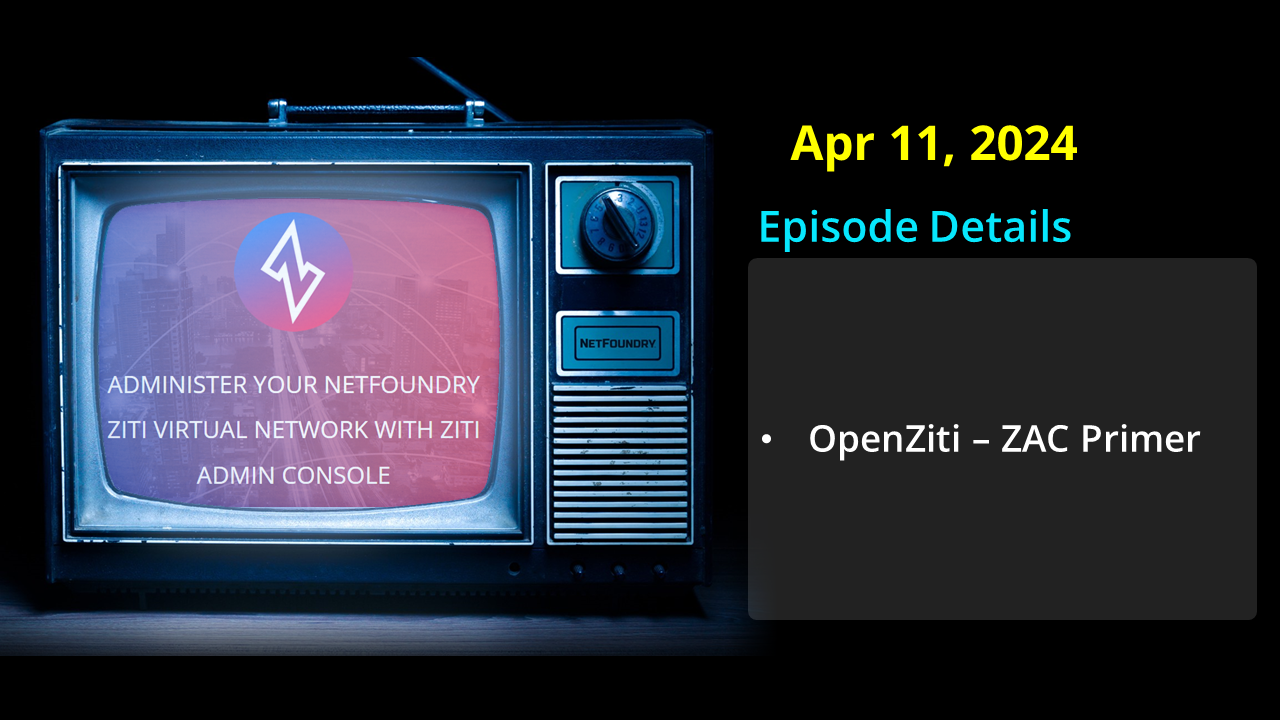 ADMINISTER YOUR NETFOUNDRY
ZITI VIRTUAL NETWORK WITH ZITI
ADMIN CONSOLE
NETFOUNDRY
Apr 11, 2024
Episode Details
• OpenZiti – ZAC Primer